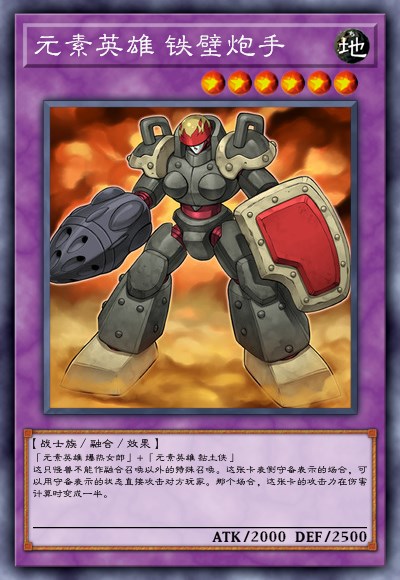 元素英雄 铁壁炮手
地
【战士族／融合／效果】
「元素英雄 爆热女郎」+「元素英雄 黏土侠」
这只怪兽不能作融合召唤以外的特殊召唤。这张卡表侧守备表示的场合，可
以用守备表示的状态直接攻击对方玩家。那个场合，这张卡的攻击力在伤害
计算时变成一半。
ATK/2000 DEF/2500